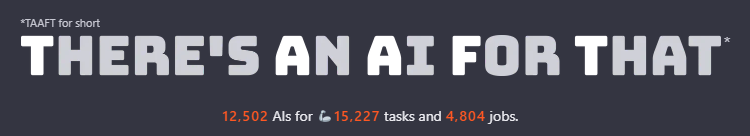 *TAAFT for short
THERE'S AN AI FOR THAT*
12,502 AIs for 🦾15,227 tasks and 4,804 jobs.